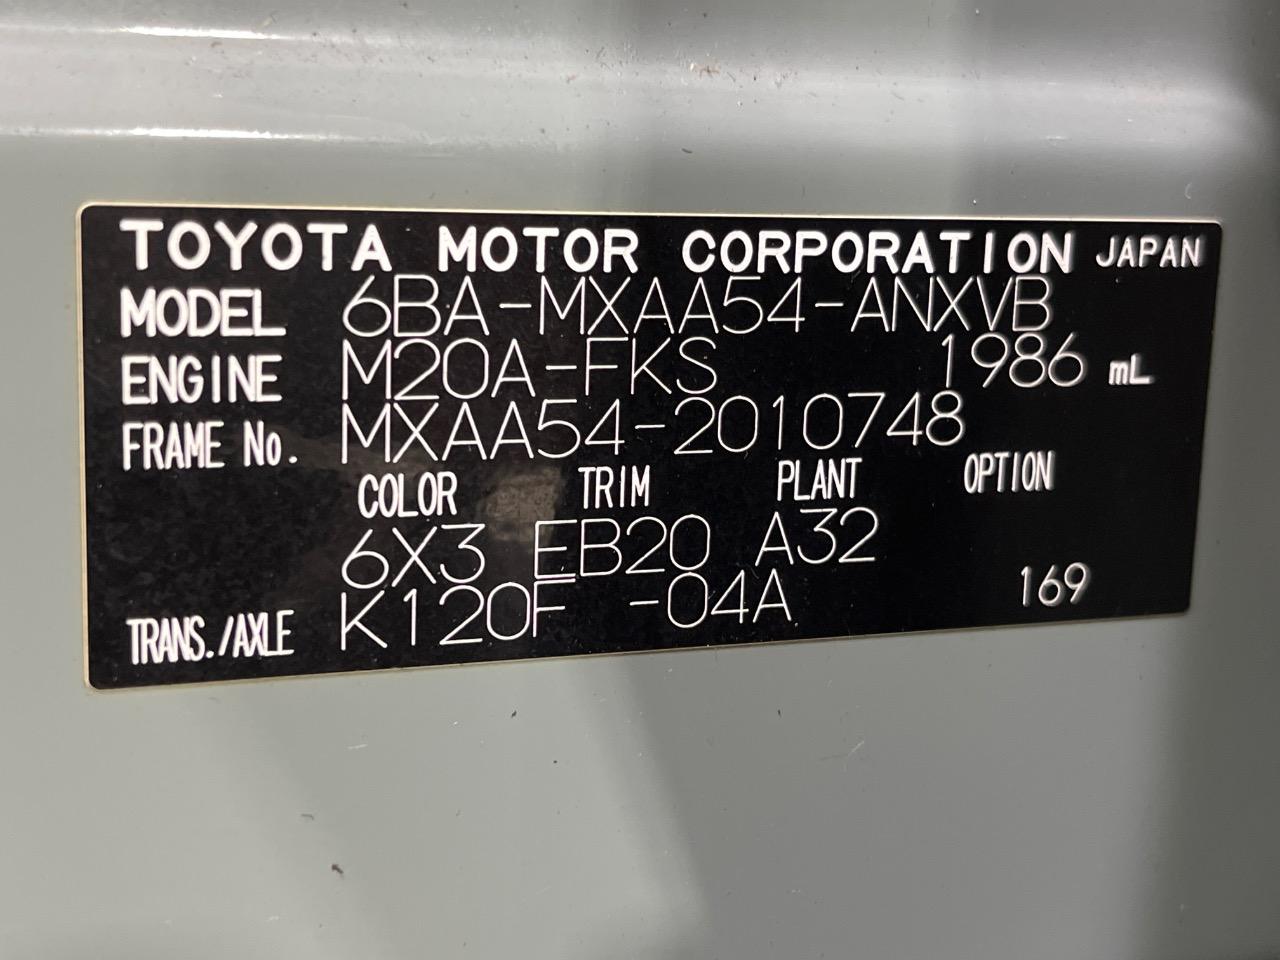 TOYOTA MOTOR CORPORATION JAPAN
MODEL 6BA-MXAA54-ANXVB
ENGINE M20A-FKS 1986 mL
FRAME No. MXAA54-2010748
COLOR TRIM PLANT OPTION
6X3 EB20 A32
TRANS./AXLE K120F -04A 169